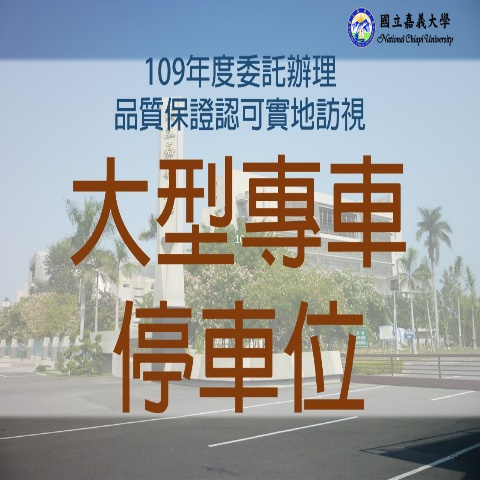 國立嘉義大學
National Chiayi University
109年度委託辦理
品質保證認可實地訪視
大型專車
停車位